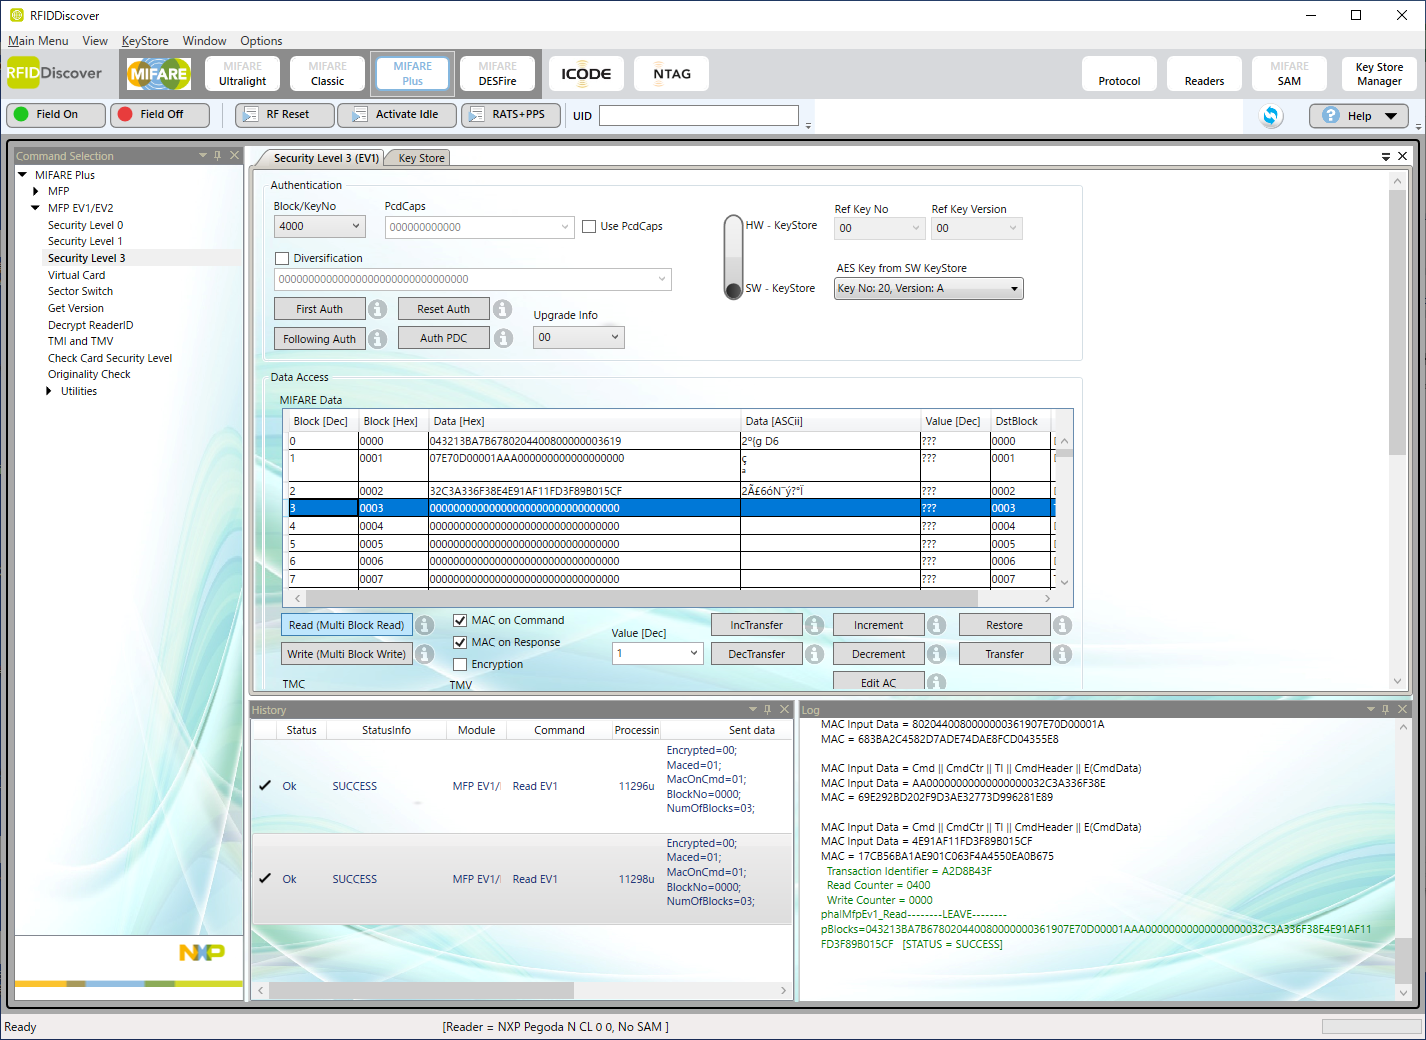 RFIDDiscover
Main Menu View KeyStore Window Options
RFIDDiscover MIFARE MIFARE Ultralight MIFARE Classic MIFARE Plus MIFARE DESFire ICODE NTAG Protocol Readers MIFARE SAM Key Store Manager
Field On Field Off RF Reset Activate Idle RATS+PPS UID Help
Command Selection
MIFARE Plus
MFP
MFP EV1/EV2
Security Level 0
Security Level 1
Security Level 3
Virtual Card
Sector Switch
Get Version
Decrypt ReaderID
TMI and TMV
Check Card Security Level
Originality Check
Utilities
NXP
Security Level 3 (EV1) Key Store
Authentication
Block/KeyNo PcdCaps
4000 000000000000 Use PcdCaps
HW - KeyStore
Ref Key No Ref Key Version
00 00
Diversification
00000000000000000000000000000000
AES Key from SW KeyStore
SW - KeyStore Key No: 20, Version: A
First Auth Reset Auth
Upgrade Info
Following Auth Auth PDC 00
Data Access
MIFARE Data
Block [Dec] Block [Hex] Data [Hex] Data [ASCii] Value [Dec] DstBlock
0 0000 043213BA7B6780204400800000003619 2º{g D6 ??? 0000
1 0001 07E70D00001AAA000000000000000000 ç ª ??? 0001
2 0002 32C3A336F38E4E91AF11FD3F89B015CF 2Ã£6óN¯ý?°Ï ??? 0002
3 0003 00000000000000000000000000000000 ??? 0003
4 0004 00000000000000000000000000000000 ??? 0004
5 0005 00000000000000000000000000000000 ??? 0005
6 0006 00000000000000000000000000000000 ??? 0006
7 0007 00000000000000000000000000000000 ??? 0007
Read (Multi Block Read) MAC on Command IncTransfer Increment Restore
MAC on Response Value [Dec]
Write (Multi Block Write) 1 DecTransfer Decrement Transfer
Encryption
TMC TMV Edit AC
History
Status StatusInfo Module Command Processin Sent data
Encrypted=00;
Maced=01;
MacOnCmd=01;
Ok SUCCESS MFP EV1/ Read EV1 11296u
BlockNo=0000;
NumOfBlocks=03;
Encrypted=00;
Maced=01;
MacOnCmd=01;
Ok SUCCESS MFP EV1/ Read EV1 11298u
BlockNo=0000;
NumOfBlocks=03;
Log
MAC Input Data = 8020440080000000361907E70D00001A
MAC = 683BA2C4582D7ADE74DAE8FCD04355E8
MAC Input Data = Cmd || CmdCtr || TI || CmdHeader || E(CmdData)
MAC Input Data = AA00000000000000000032C3A336F38E
MAC = 69E292BD202F9D3AE32773D996281E89
MAC Input Data = Cmd || CmdCtr || TI || CmdHeader || E(CmdData)
MAC Input Data = 4E91AF11FD3F89B015CF
MAC = 17CB56BA1AE901C063F4A4550EA0B675
Transaction Identifier = A2D8B43F
Read Counter = 0400
Write Counter = 0000
phalMfpEv1_Read--------LEAVE--------
pBlocks=043213BA7B6780204400800000003​61907E70D00001AAA00000000000000000032C3A336F38E4E91AF11
FD3F89B015CF [STATUS = SUCCESS]
Ready [Reader = NXP Pegoda N CL 0 0, No SAM ]